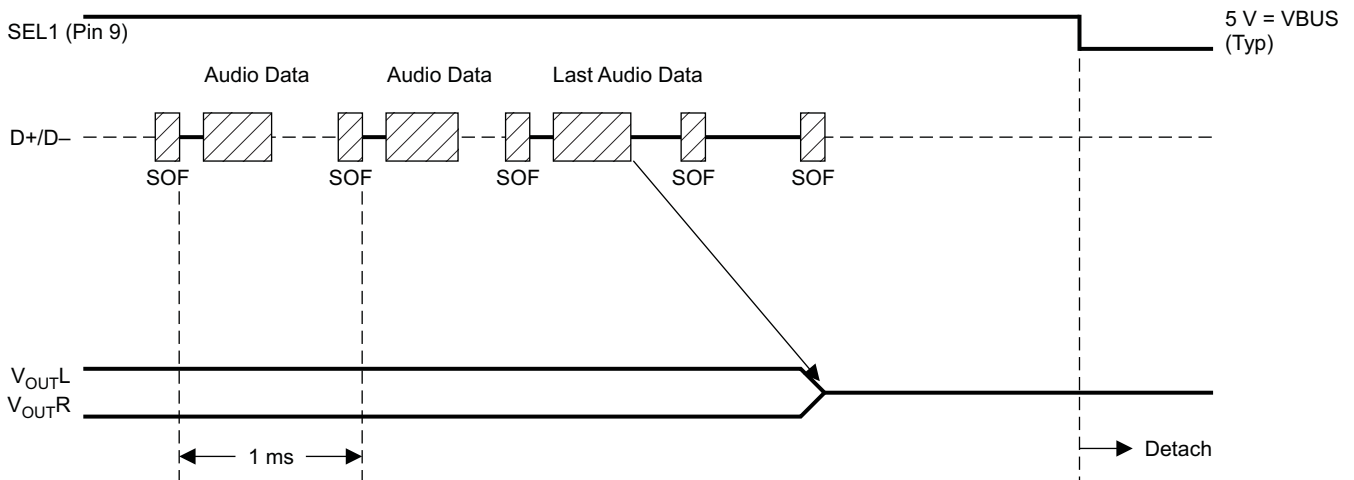 SEL1 (Pin 9)
5 V = VBUS
(Typ)
Audio Data
Audio Data
Last Audio Data
D+/D–
SOF
SOF
SOF
SOF
SOF
VOUTL
VOUTR
1 ms
Detach